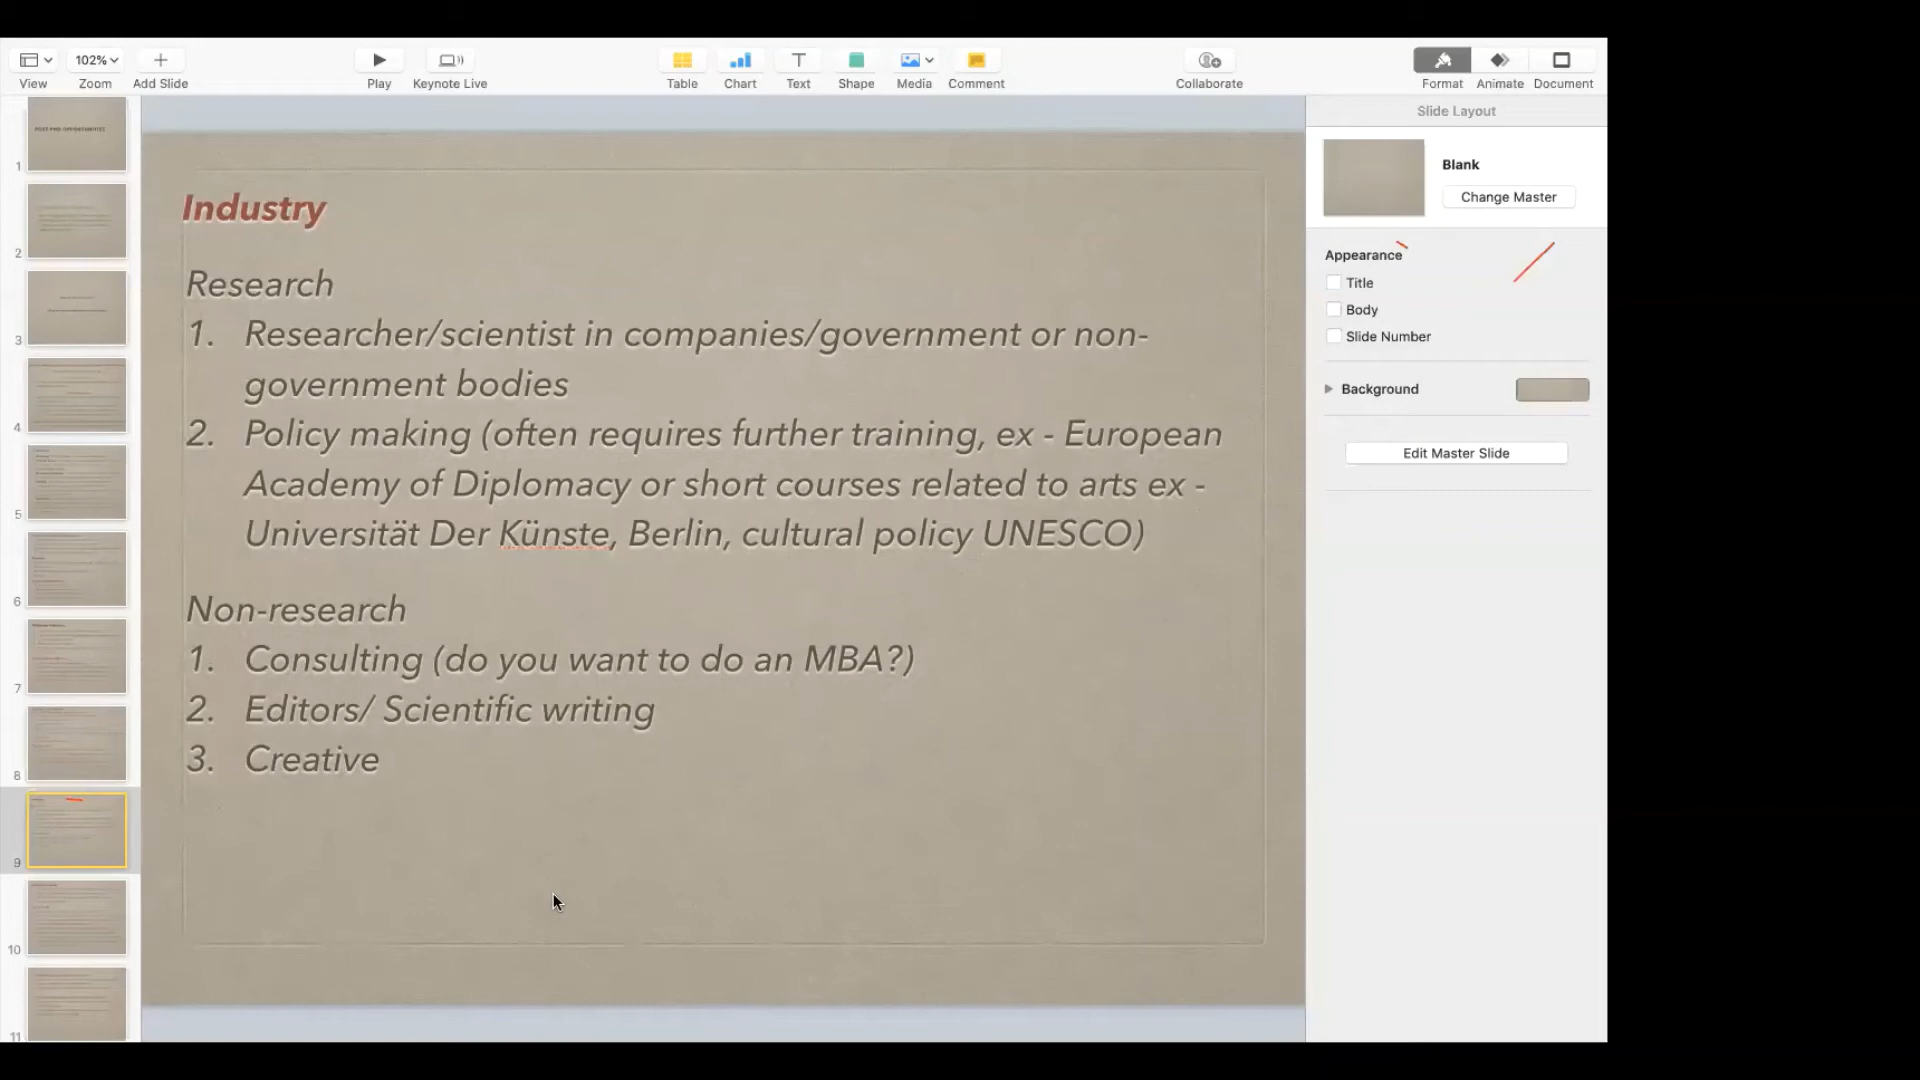 View
102%
Zoom
Add Slide
Play
Keynote Live
Table
Chart
Text
Shape
Media
Comment
Collaborate
Format
Animate
Document
1
2
3
4
5
6
7
8
9
10
11
Industry
Research
1. Researcher/scientist in companies/government or non-
government bodies
2. Policy making (often requires further training, ex - European
Academy of Diplomacy or short courses related to arts ex -
Universität Der Künste, Berlin, cultural policy UNESCO)
Non-research
1. Consulting (do you want to do an MBA?)
2. Editors/ Scientific writing
3. Creative
Slide Layout
Blank
Change Master
Appearance
Title
Body
Slide Number
Background
Edit Master Slide